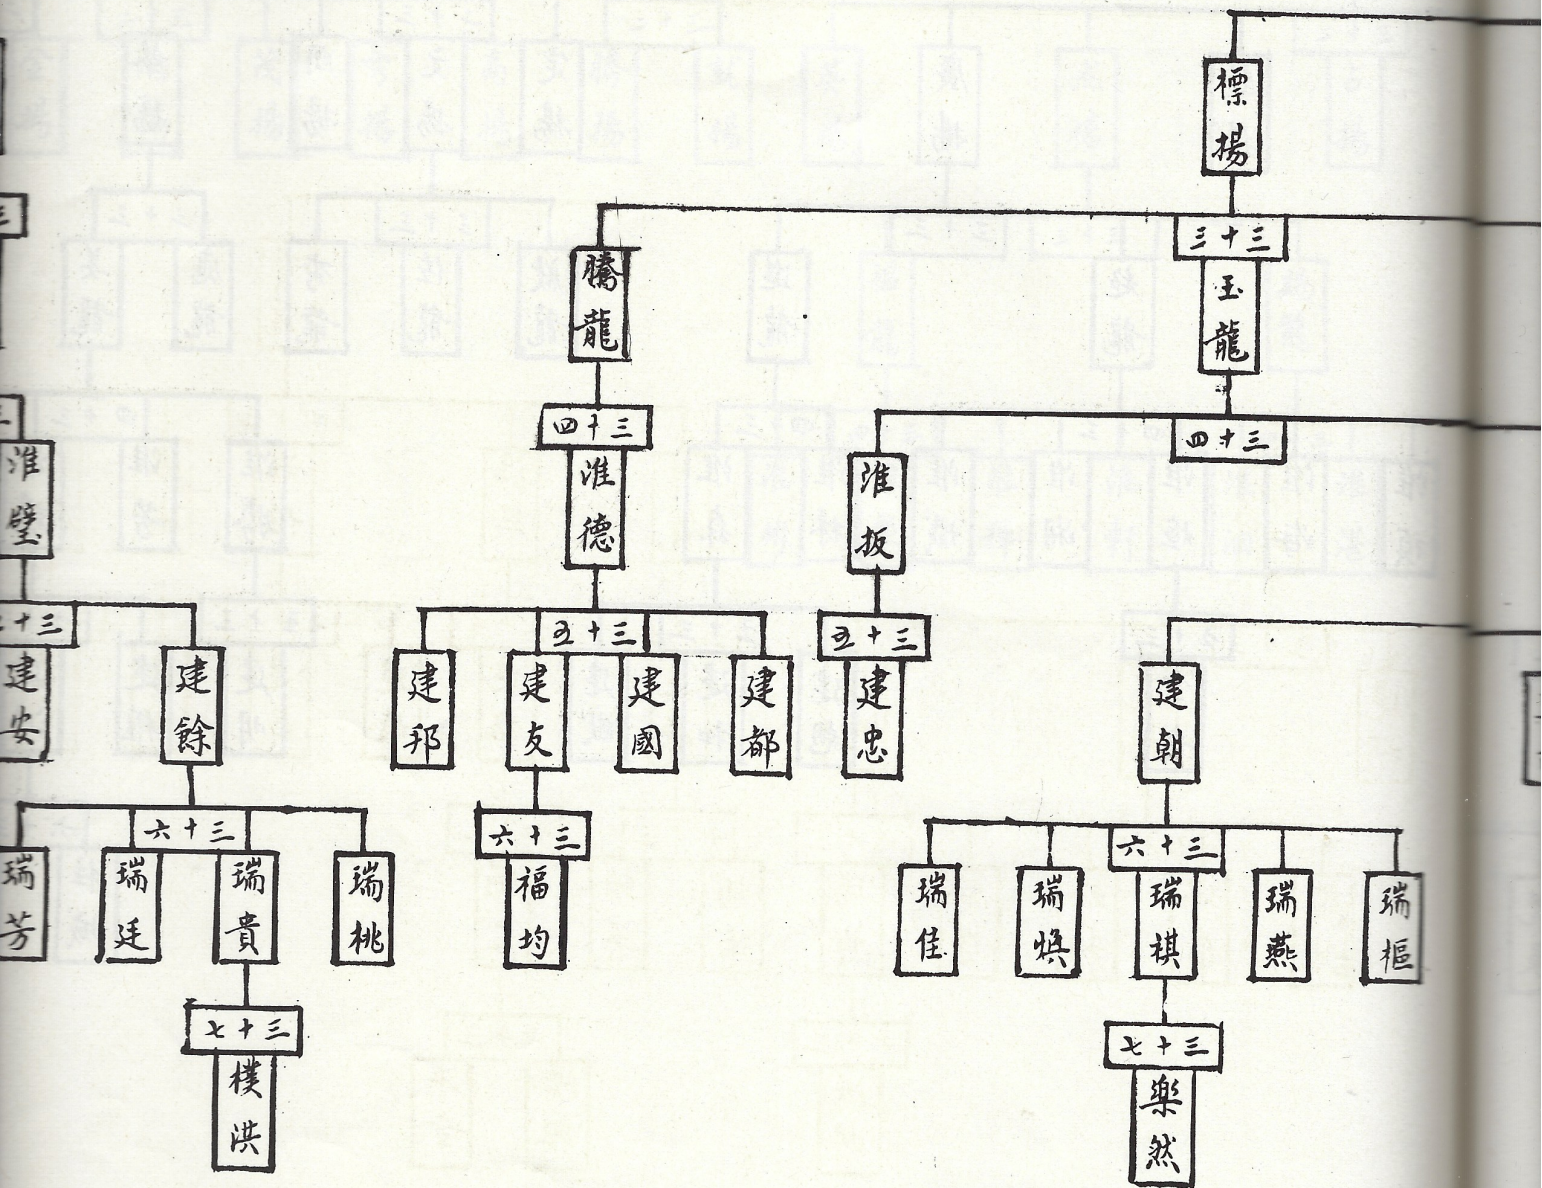 標揚
三十三
玉龍
騰龍
四十三
四十三
淮扳
淮德
淮壁
五十三
五十三
十三
建朝
建忠
建都
建國
建友
建邦
建餘
建安
六十三
六十三
六十三
瑞樞
瑞燕
瑞祺
瑞煥
瑞佳
福均
瑞桃
瑞貴
瑞廷
瑞芳
七十三
七十三
樂然
樸洪